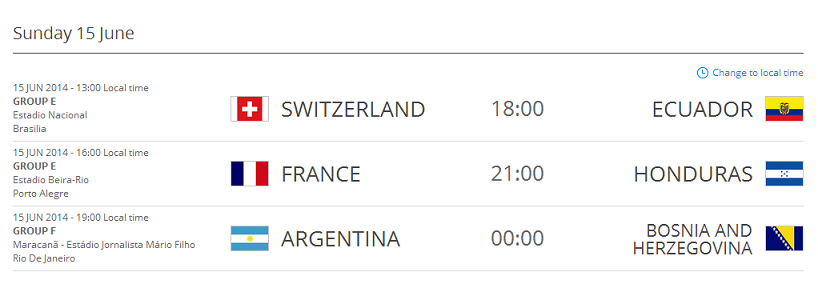 Sunday 15 June
Change to local time
15 JUN 2014 - 13:00 Local time
GROUP E
Estadio Nacional
Brasilia
SWITZERLAND
18:00
ECUADOR
15 JUN 2014 - 16:00 Local time
GROUP E
Estadio Beira-Rio
Porto Alegre
FRANCE
21:00
HONDURAS
15 JUN 2014 - 19:00 Local time
GROUP F
Maracanã - Estádio Jornalista Mário Filho
Rio De Janeiro
ARGENTINA
00:00
BOSNIA AND
HERZEGOVINA